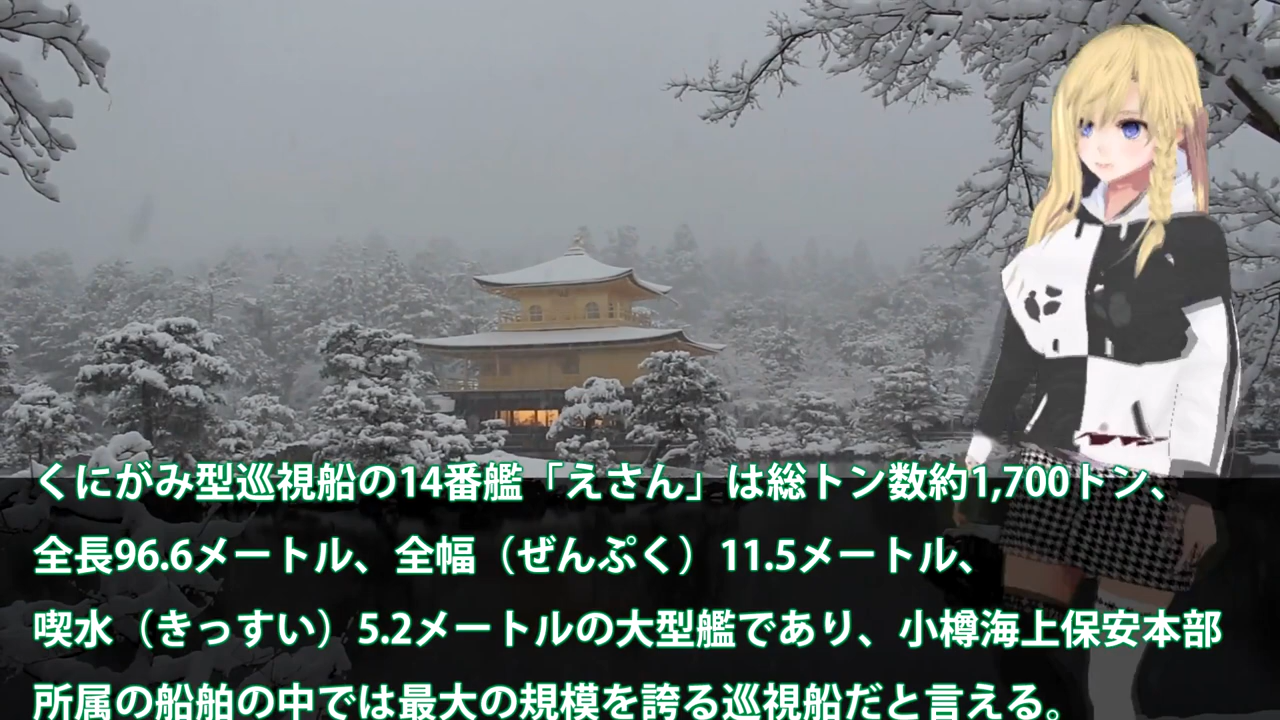 くにがみ型巡視船の14番艦「えさん」は総トン数約1,700トン、
全長96.6メートル、全幅（ぜんぷく）11.5メートル、
喫水（きっすい）5.2メートルの大型艦であり、小樽海上保安本部
所属の船舶の中では最大の規模を誇る巡視船だと言える。